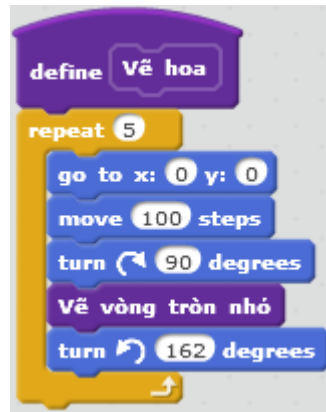 define Vẽ hoa
repeat 5
go to x: 0 y: 0
move 100 steps
turn 90 degrees
Vẽ vòng tròn nhỏ
turn 162 degrees